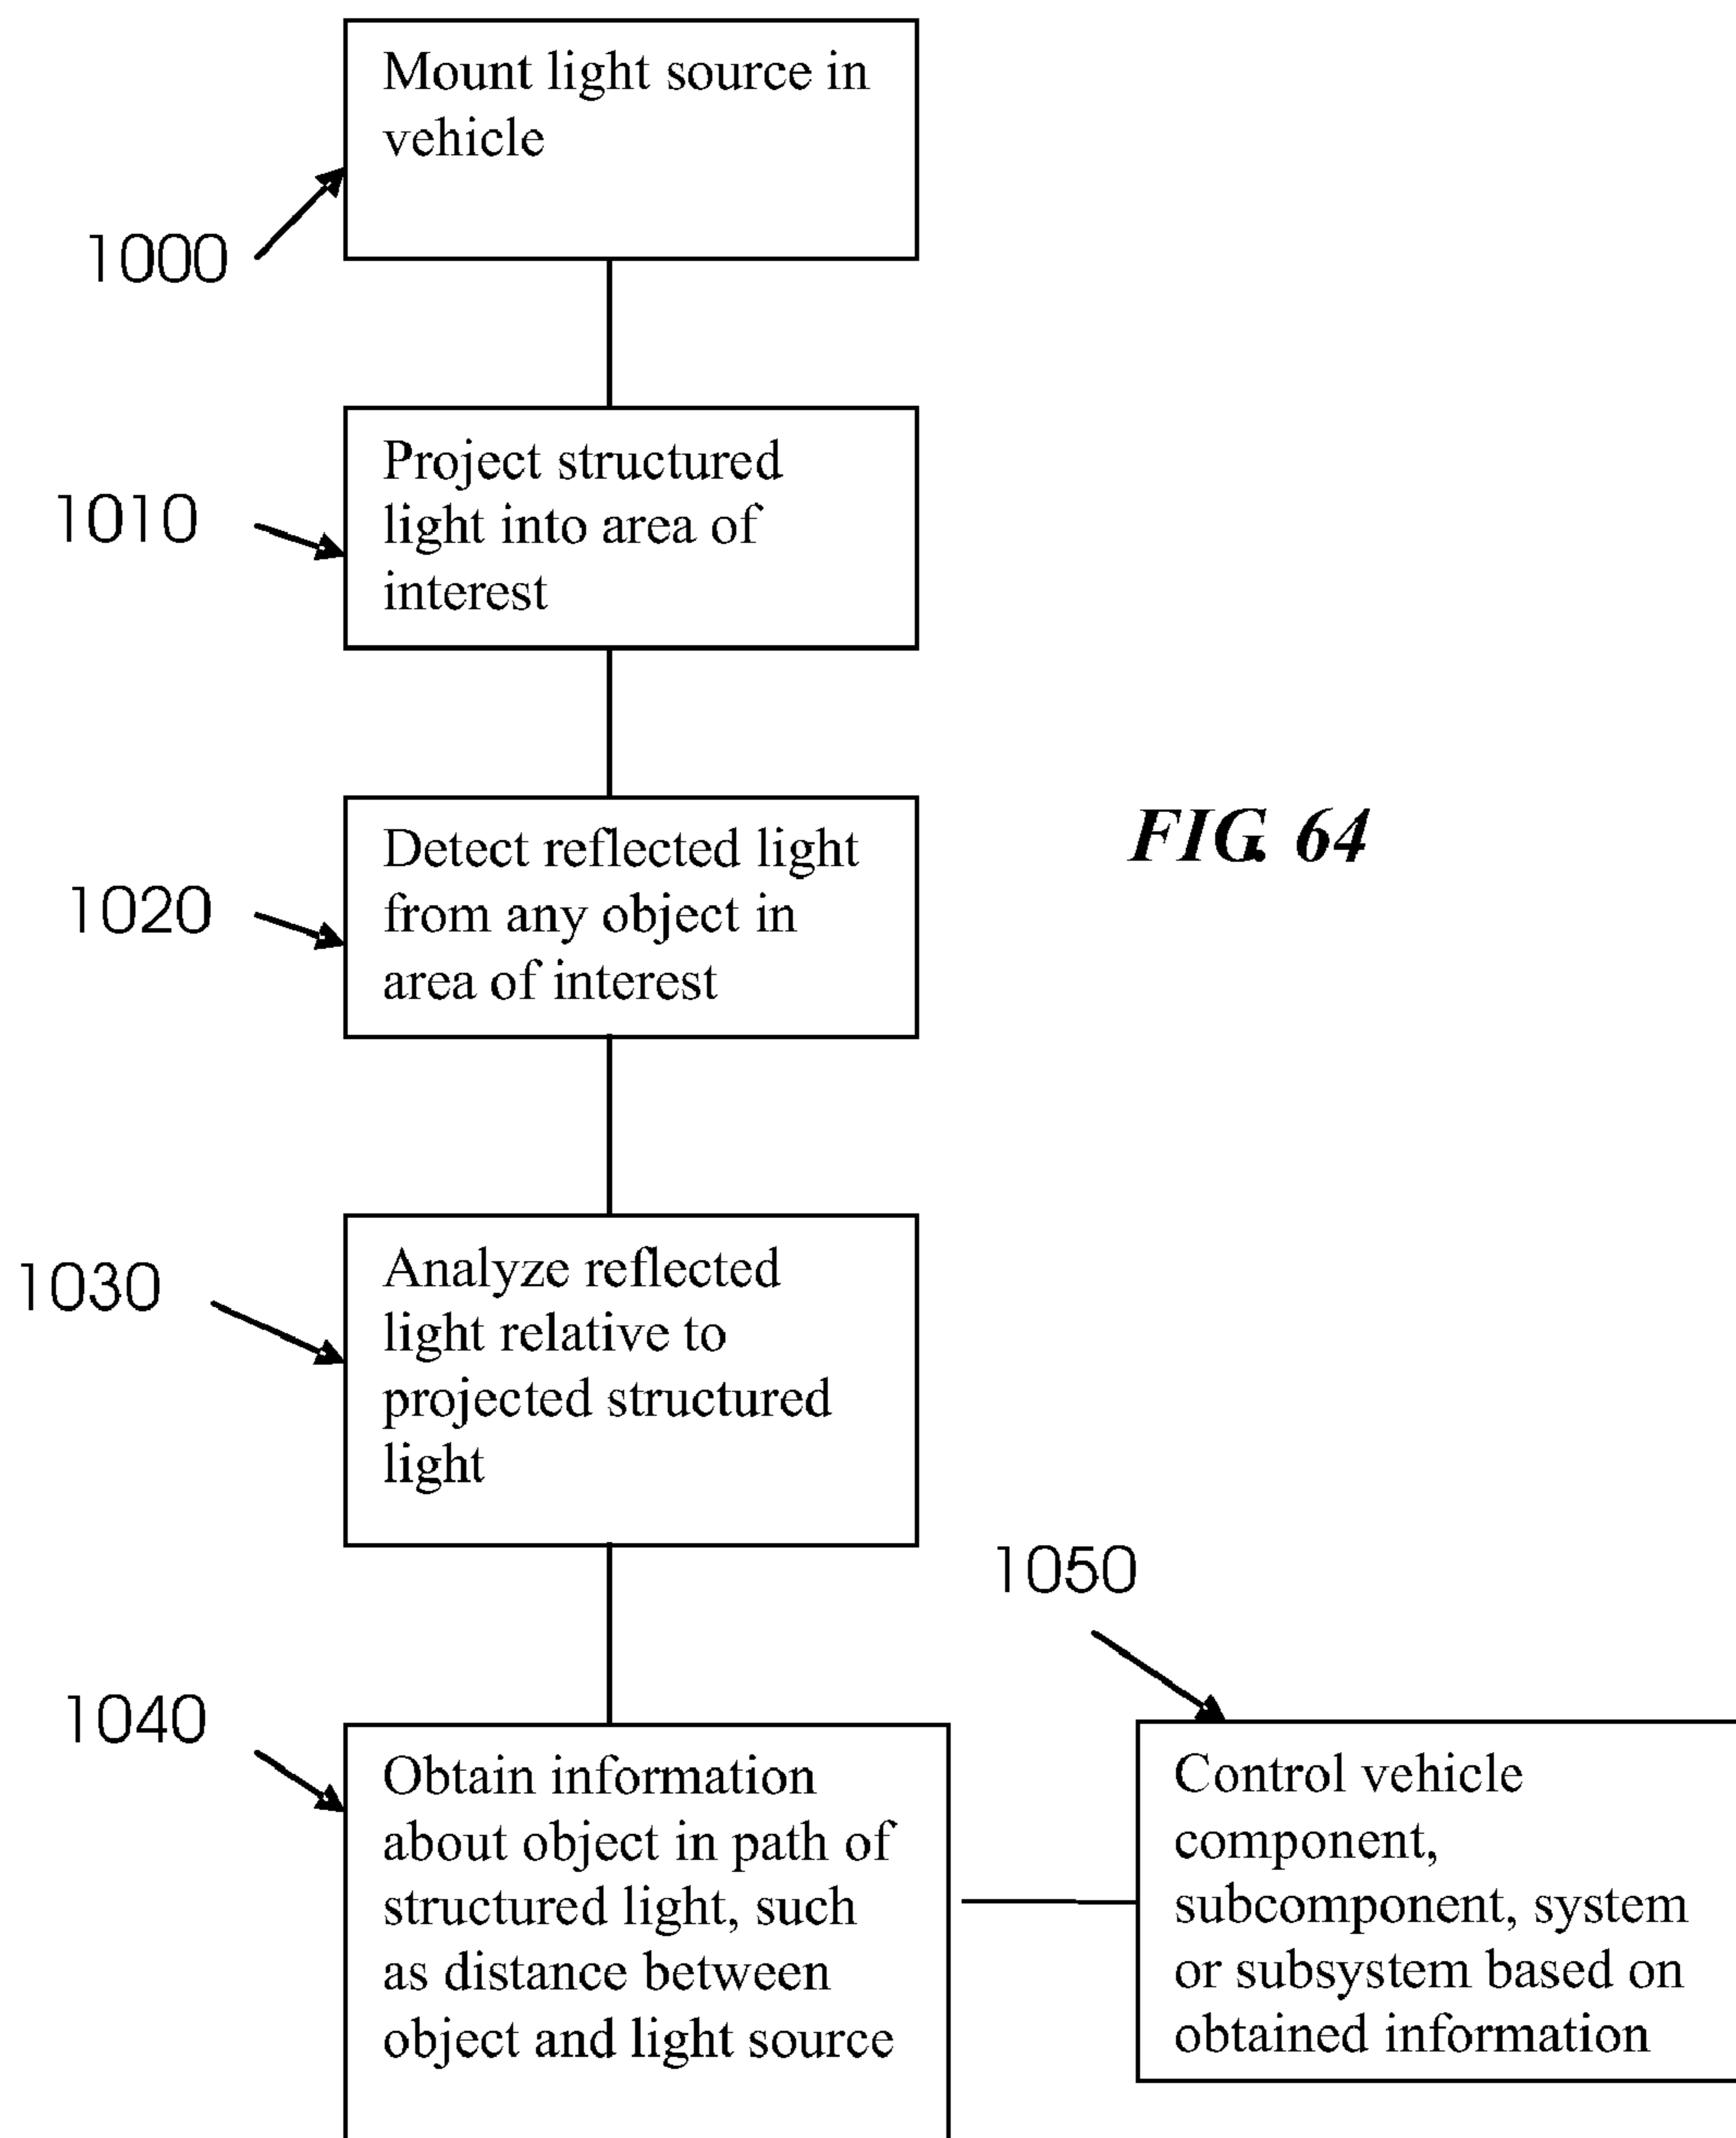 Mount light source in
vehicle
1000
Project structured
light into area of
interest
1010
Detect reflected light
from any object in
area of interest
1020
FIG. 64
Analyze reflected
light relative to
projected structured
light
1030
1050
1040
Obtain information
about object in path of
structured light, such
as distance between
object and light source
Control vehicle
component,
subcomponent, system
or subsystem based on
obtained information